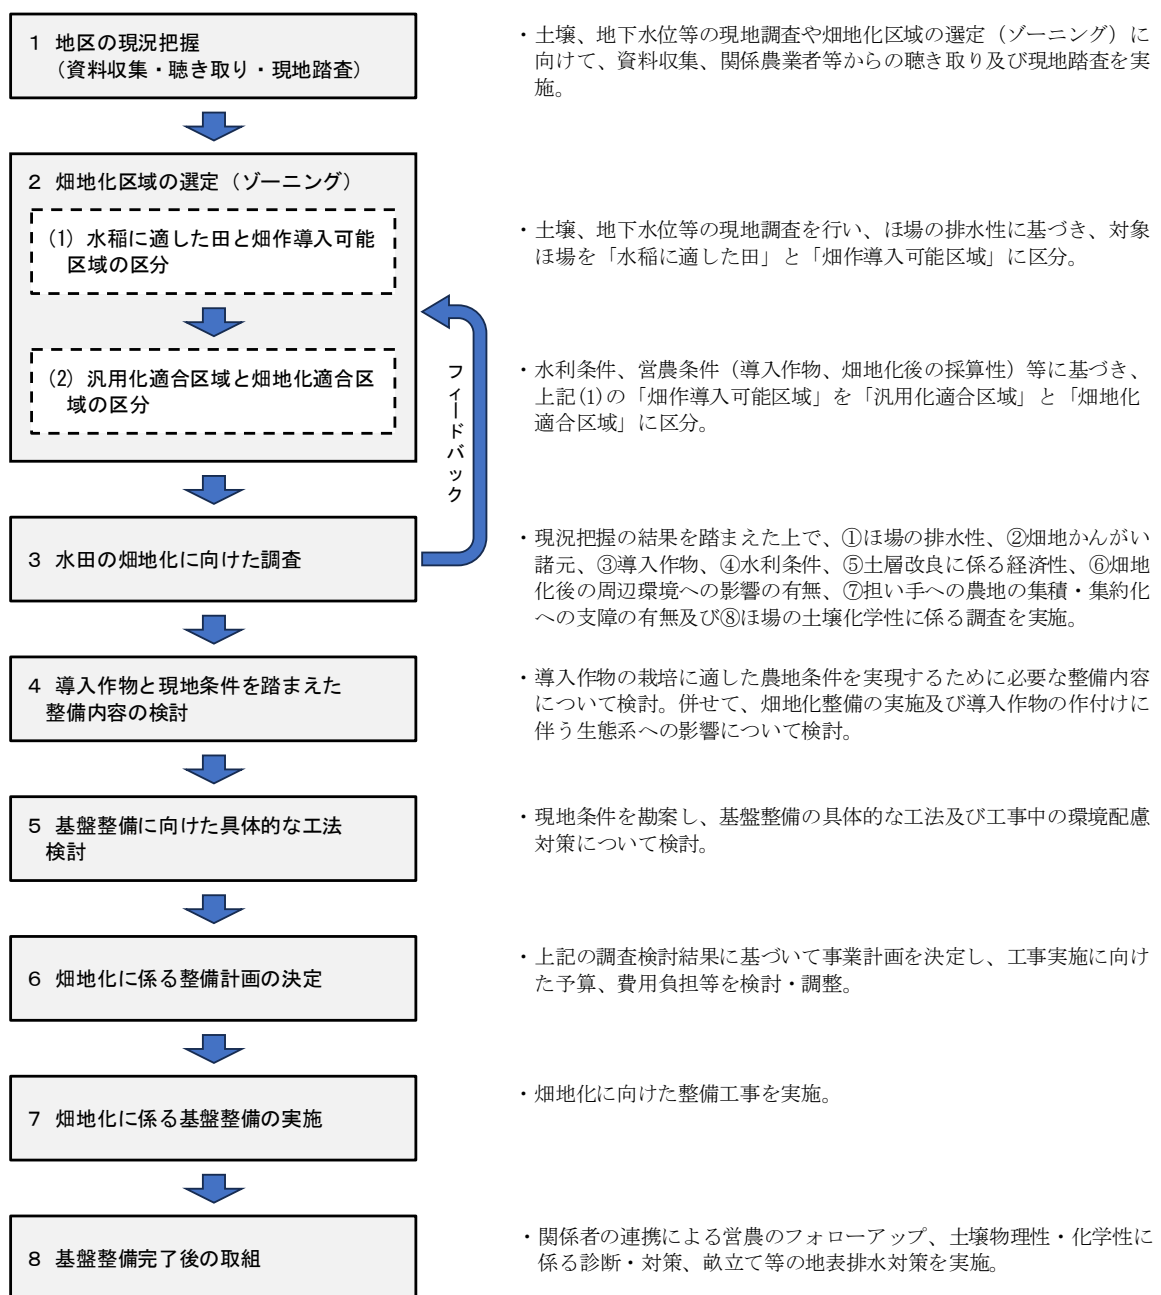 1 地区の現況把握
（資料収集・聴き取り・現地踏査）
・土壌、地下水位等の現地調査や畑地化区域の選定（ゾーニング）に
向けて、資料収集、関係農業者等からの聴き取り及び現地踏査を実
施。
2 畑地化区域の選定（ゾーニング）
(1) 水稲に適した田と畑作導入可能
区域の区分
・土壌、地下水位等の現地調査を行い、ほ場の排水性に基づき、対象
ほ場を「水稲に適した田」と「畑作導入可能区域」に区分。
(2) 汎用化適合区域と畑地化適合区
域の区分
・水利条件、営農条件（導入作物、畑地化後の採算性）等に基づき、
上記(1)の「畑作導入可能区域」を「汎用化適合区域」と「畑地化
適合区域」に区分。
フィードバック
3 水田の畑地化に向けた調査
・現況把握の結果を踏まえた上で、①ほ場の排水性、②畑地かんがい
諸元、③導入作物、④水利条件、⑤土層改良に係る経済性、⑥畑地
化後の周辺環境への影響の有無、⑦担い手への農地の集積・集約化
への支障の有無及び⑧ほ場の土壌化学性に係る調査を実施。
4 導入作物と現地条件を踏まえた
整備内容の検討
・導入作物の栽培に適した農地条件を実現するために必要な整備内容
について検討。併せて、畑地化整備の実施及び導入作物の作付けに
伴う生態系への影響について検討。
5 基盤整備に向けた具体的な工法
検討
・現地条件を勘案し、基盤整備の具体的な工法及び工事中の環境配慮
対策について検討。
6 畑地化に係る整備計画の決定
・上記の調査検討結果に基づいて事業計画を決定し、工事実施に向け
た予算、費用負担等を検討・調整。
7 畑地化に係る基盤整備の実施
・畑地化に向けた整備工事を実施。
8 基盤整備完了後の取組
・関係者の連携による営農のフォローアップ、土壌物理性・化学性に
係る診断・対策、畝立て等の地表排水対策を実施。